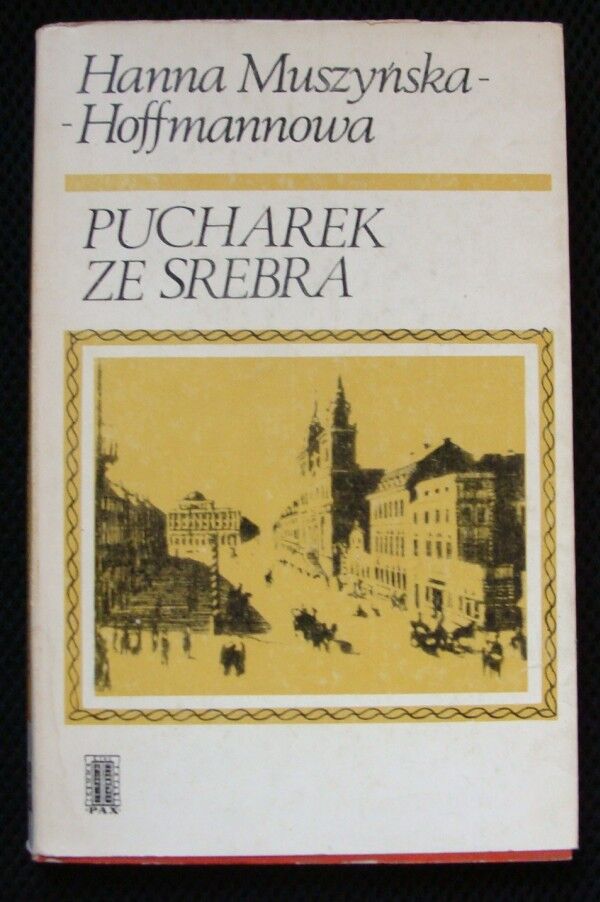 Hanna Muszyńska-
-Hoffmannowa
PUCHAREK
ZE SREBRA
PAX